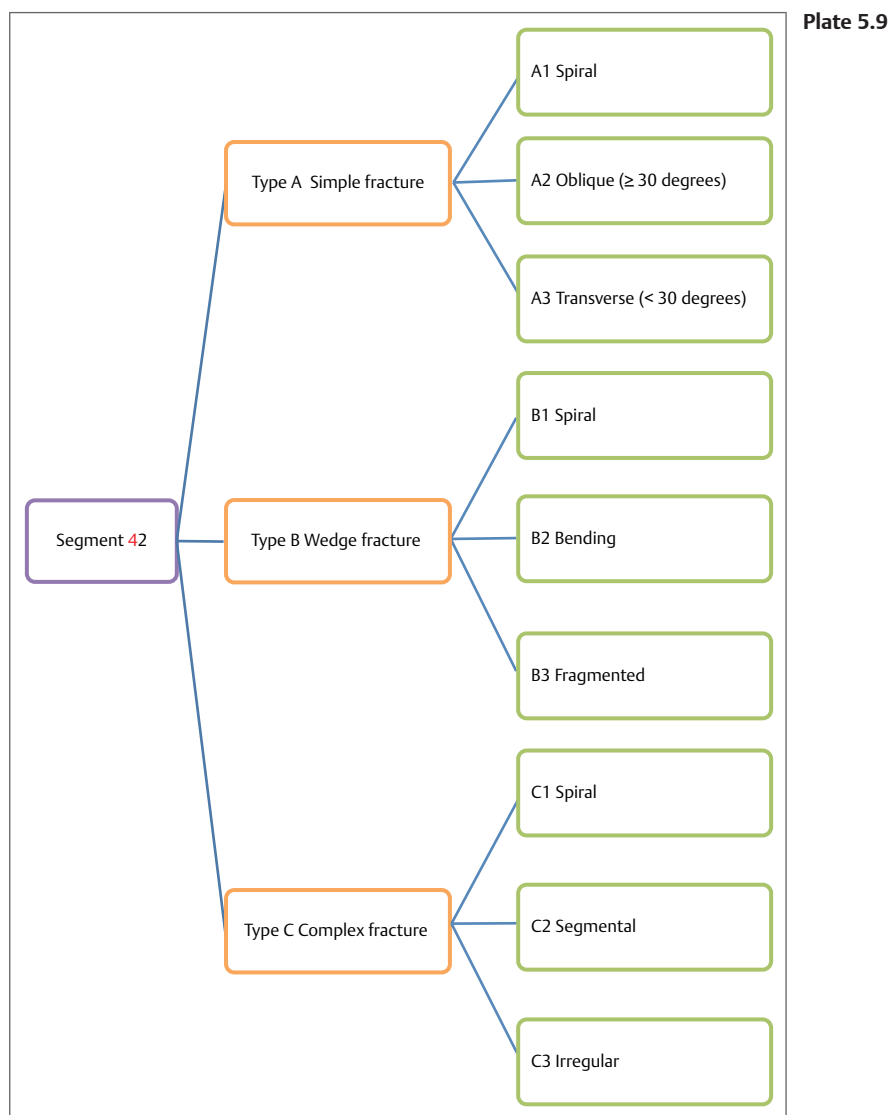 Plate 5.9
Segment 42
Type A Simple fracture
A1 Spiral
A2 Oblique (≥ 30 degrees)
A3 Transverse (< 30 degrees)
Type B Wedge fracture
B1 Spiral
B2 Bending
B3 Fragmented
Type C Complex fracture
C1 Spiral
C2 Segmental
C3 Irregular